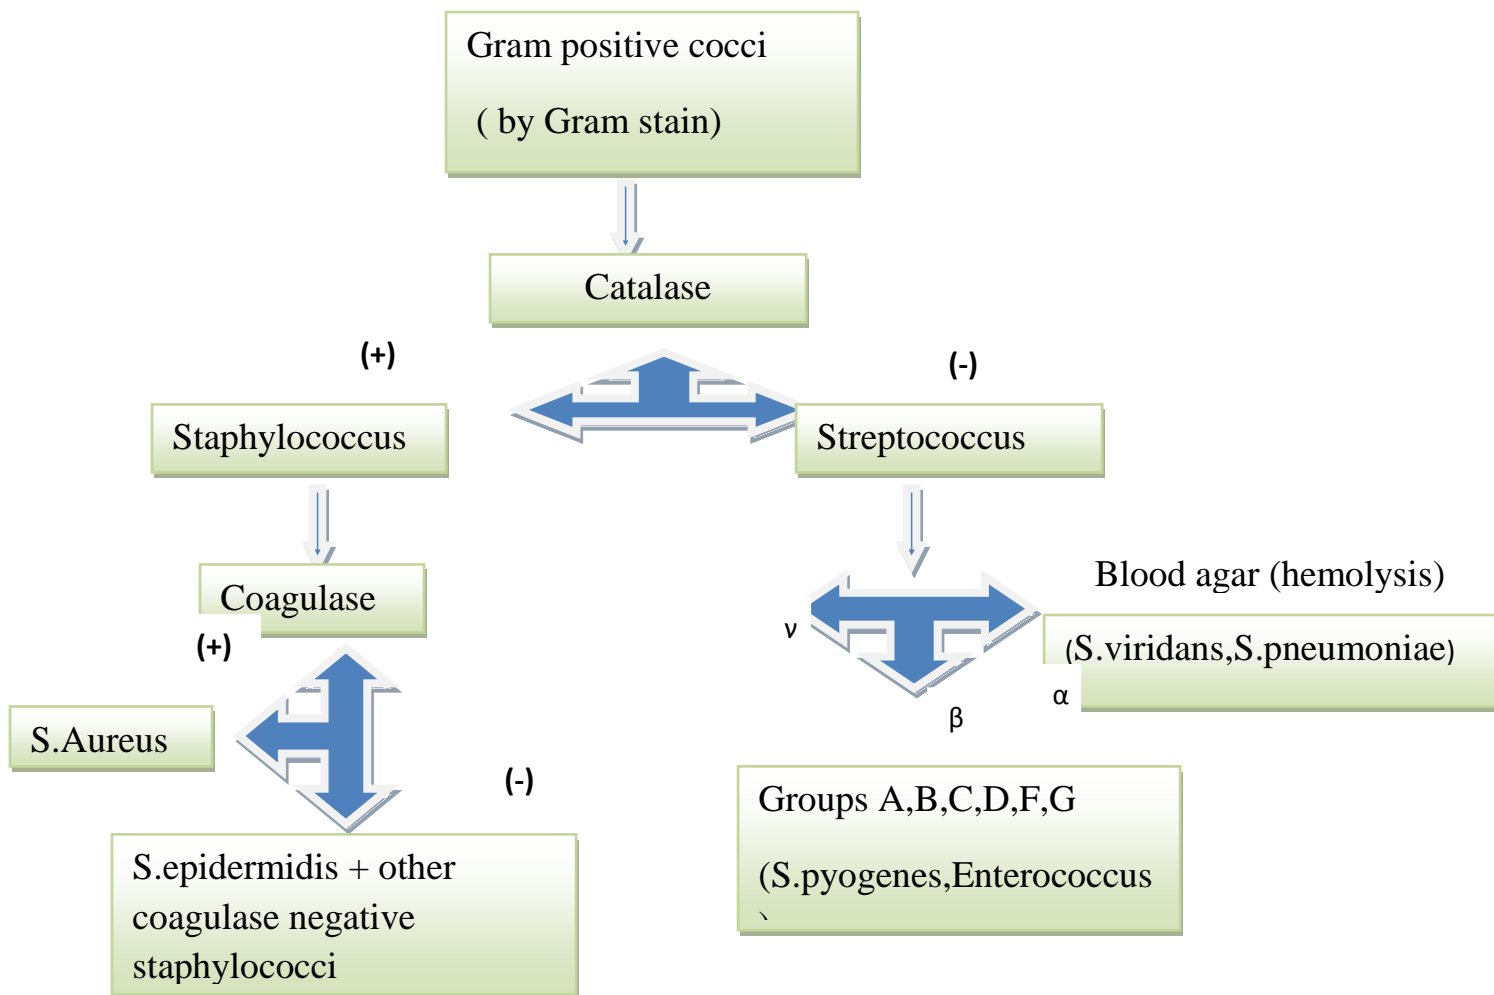 Gram positive cocci
( by Gram stain)
Catalase
(+)
(-)
Staphylococcus
Streptococcus
Coagulase
Blood agar (hemolysis)
(+)
ν
(S.viridans,S.pneumoniae)
α
β
S.Aureus
(-)
Groups A,B,C,D,F,G
(S.pyogenes,Enterococcus
)
S.epidermidis + other
coagulase negative
staphylococci